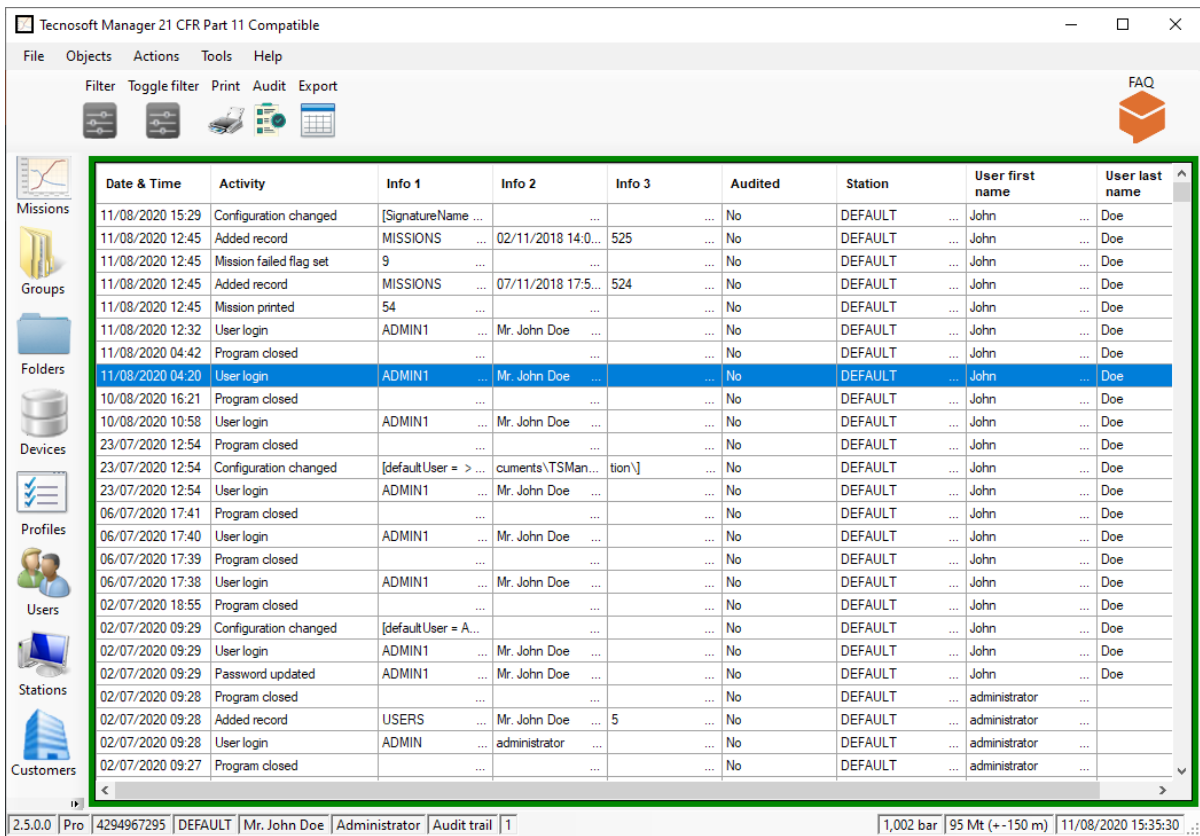 Tecnosoft Manager 21 CFR Part 11 Compatible
File Objects Actions Tools Help
Filter Toggle filter Print Audit Export FAQ
Missions
Groups
Folders
Devices
Profiles
Users
Stations
Customers
Date & Time Activity Info 1 Info 2 Info 3 Audited Station User first name User last name
11/08/2020 15:29 Configuration changed [SignatureName ... ... ... No DEFAULT ... John ... Doe
11/08/2020 12:45 Added record MISSIONS ... 02/11/2018 14:0... 525 ... No DEFAULT ... John ... Doe
11/08/2020 12:45 Mission failed flag set 9 ... ... ... No DEFAULT ... John ... Doe
11/08/2020 12:45 Added record MISSIONS ... 07/11/2018 17:5... 524 ... No DEFAULT ... John ... Doe
11/08/2020 12:45 Mission printed 54 ... ... ... No DEFAULT ... John ... Doe
11/08/2020 12:32 User login ADMIN1 ... Mr. John Doe ... ... No DEFAULT ... John ... Doe
11/08/2020 04:42 Program closed ... ... ... No DEFAULT ... John ... Doe
11/08/2020 04:20 User login ADMIN1 ... Mr. John Doe ... ... No DEFAULT ... John ... Doe
10/08/2020 16:21 Program closed ... ... ... No DEFAULT ... John ... Doe
10/08/2020 10:58 User login ADMIN1 ... Mr. John Doe ... ... No DEFAULT ... John ... Doe
23/07/2020 12:54 Program closed ... ... ... No DEFAULT ... John ... Doe
23/07/2020 12:54 Configuration changed [defaultUser = > ... cuments\TSMan... tion\] ... No DEFAULT ... John ... Doe
23/07/2020 12:54 User login ADMIN1 ... Mr. John Doe ... ... No DEFAULT ... John ... Doe
06/07/2020 17:41 Program closed ... ... ... No DEFAULT ... John ... Doe
06/07/2020 17:40 User login ADMIN1 ... Mr. John Doe ... ... No DEFAULT ... John ... Doe
06/07/2020 17:39 Program closed ... ... ... No DEFAULT ... John ... Doe
06/07/2020 17:38 User login ADMIN1 ... Mr. John Doe ... ... No DEFAULT ... John ... Doe
02/07/2020 18:55 Program closed ... ... ... No DEFAULT ... John ... Doe
02/07/2020 09:29 Configuration changed [defaultUser = A... ... ... No DEFAULT ... John ... Doe
02/07/2020 09:29 User login ADMIN1 ... Mr. John Doe ... ... No DEFAULT ... John ... Doe
02/07/2020 09:29 Password updated ADMIN1 ... Mr. John Doe ... ... No DEFAULT ... John ... Doe
02/07/2020 09:28 Program closed ... ... ... No DEFAULT ... administrator ...
02/07/2020 09:28 Added record USERS ... Mr. John Doe ... 5 ... No DEFAULT ... administrator ...
02/07/2020 09:28 User login ADMIN ... administrator ... ... No DEFAULT ... administrator ...
02/07/2020 09:27 Program closed ... ... ... No DEFAULT ... administrator ...
2.5.0.0 Pro 4294967295 DEFAULT Mr. John Doe Administrator Audit trail 1 1,002 bar 95 Mt (+-150 m) 11/08/2020 15:35:30